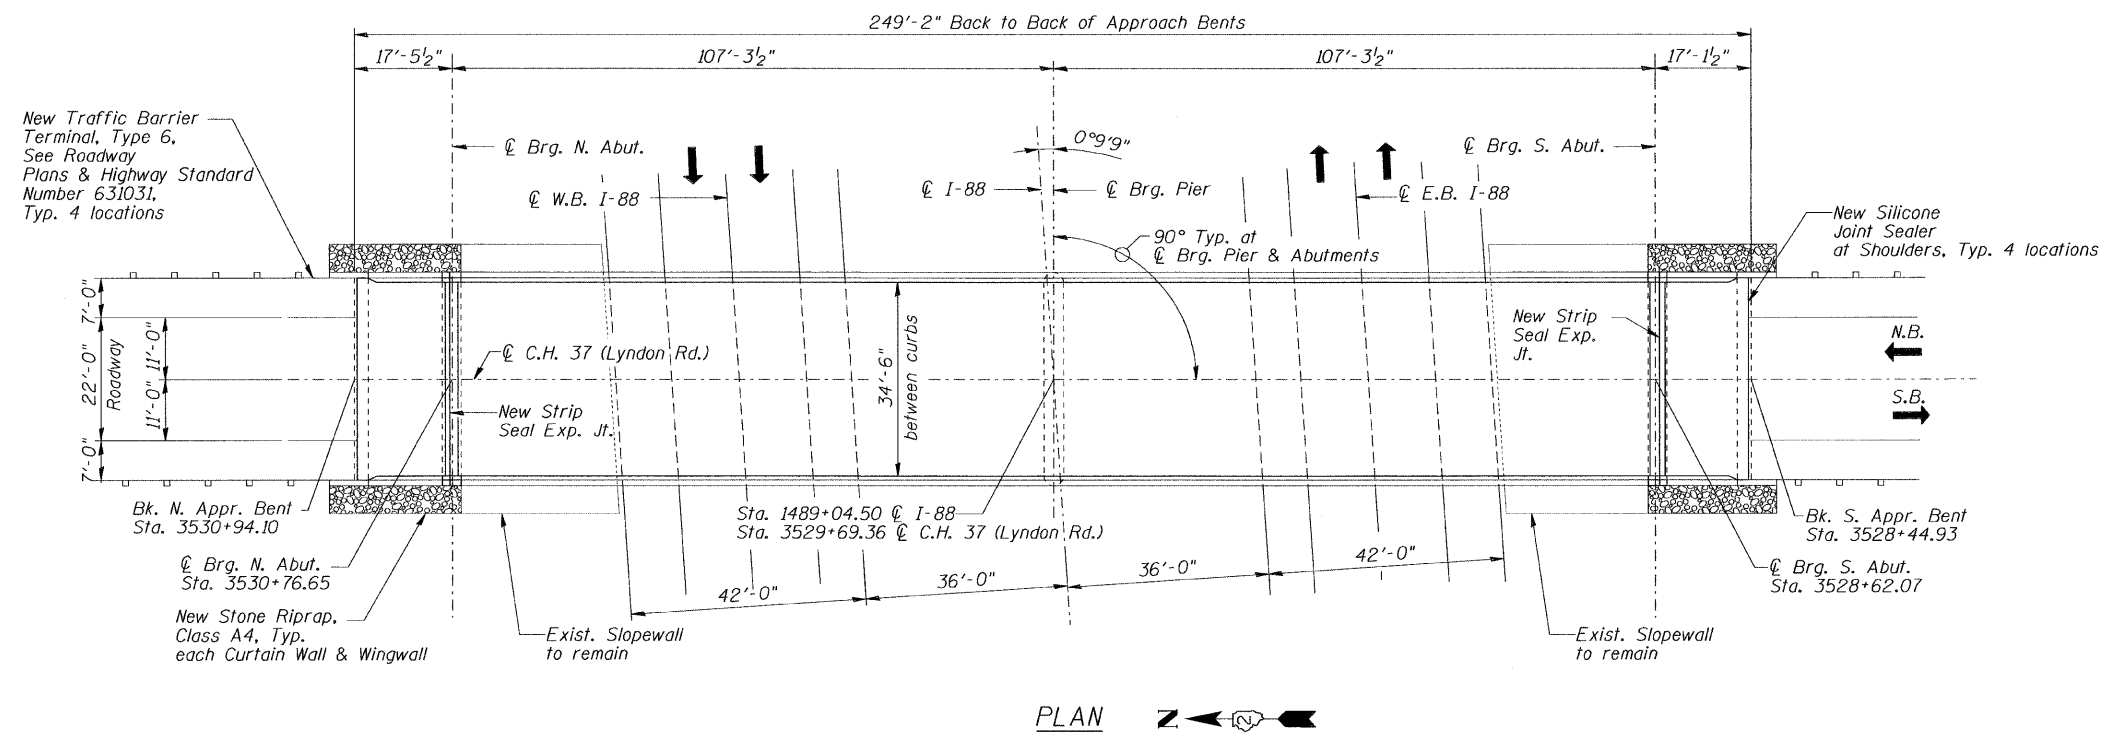 249'-2" Back to Back of Approach Bents
17'-5½"
107'-3½"
107'-3½"
17'-1½"
New Traffic Barrier
Terminal, Type 6,
See Roadway
Plans & Highway Standard
Number 631031,
Typ. 4 locations
℄ Brg. N. Abut.
0°9'9"
℄ Brg. S. Abut.
℄ W.B. I-88
℄ I-88
℄ Brg. Pier
℄ E.B. I-88
90° Typ. at
℄ Brg. Pier & Abutments
New Silicone
Joint Sealer
at Shoulders, Typ. 4 locations
7'-0"
22'-0"
Roadway
7'-0"
11'-0"
11'-0"
℄ C.H. 37 (Lyndon Rd.)
34'-6"
between curbs
New Strip
Seal Exp.
Jt.
N.B.
S.B.
New Strip
Seal Exp. Jt.
Bk. N. Appr. Bent
Sta. 3530+94.10
Sta. 1489+04.50 ℄ I-88
Sta. 3529+69.36 ℄ C.H. 37 (Lyndon Rd.)
Bk. S. Appr. Bent
Sta. 3528+44.93
℄ Brg. N. Abut.
Sta. 3530+76.65
42'-0"
36'-0"
36'-0"
42'-0"
℄ Brg. S. Abut.
Sta. 3528+62.07
New Stone Riprap,
Class A4, Typ.
each Curtain Wall & Wingwall
Exist. Slopewall
to remain
Exist. Slopewall
to remain
PLAN
N
2